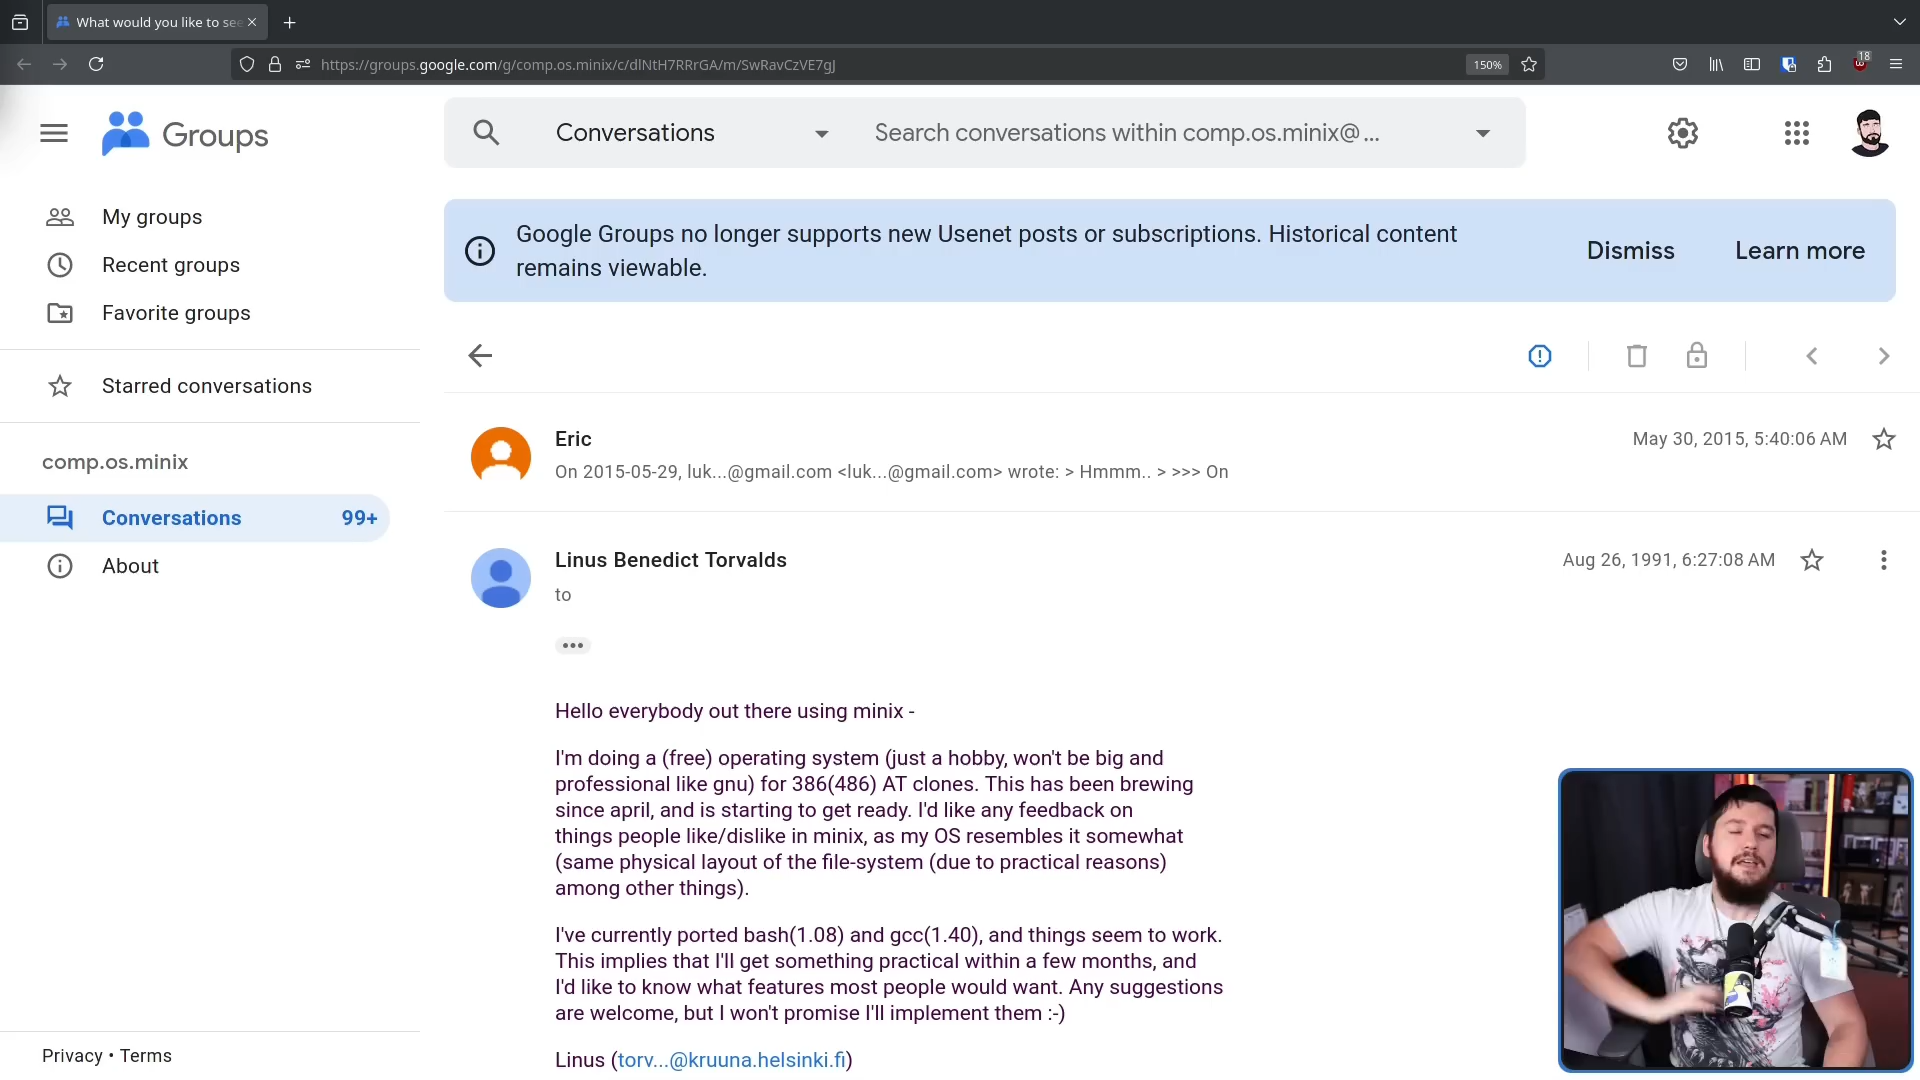 What would you like to see
https://groups.google.com/g/comp.os.minix/c/dlNtH7RRrGA/m/SwRavCzVE7gJ
150%
18
Groups
Conversations
Search conversations within comp.os.minix@...
My groups
Recent groups
Favorite groups
Starred conversations
comp.os.minix
Conversations 99+
About
Privacy • Terms
Google Groups no longer supports new Usenet posts or subscriptions. Historical content
remains viewable.
Dismiss
Learn more
Eric
May 30, 2015, 5:40:06 AM
On 2015-05-29, luk...@gmail.com <luk...@gmail.com> wrote: > Hmmm.. > >>> On
Linus Benedict Torvalds
Aug 26, 1991, 6:27:08 AM
to
Hello everybody out there using minix -
I'm doing a (free) operating system (just a hobby, won't be big and
professional like gnu) for 386(486) AT clones. This has been brewing
since april, and is starting to get ready. I'd like any feedback on
things people like/dislike in minix, as my OS resembles it somewhat
(same physical layout of the file-system (due to practical reasons)
among other things).
I've currently ported bash(1.08) and gcc(1.40), and things seem to work.
This implies that I'll get something practical within a few months, and
I'd like to know what features most people would want. Any suggestions
are welcome, but I won't promise I'll implement them :-)
Linus (torv...@kruuna.helsinki.fi)